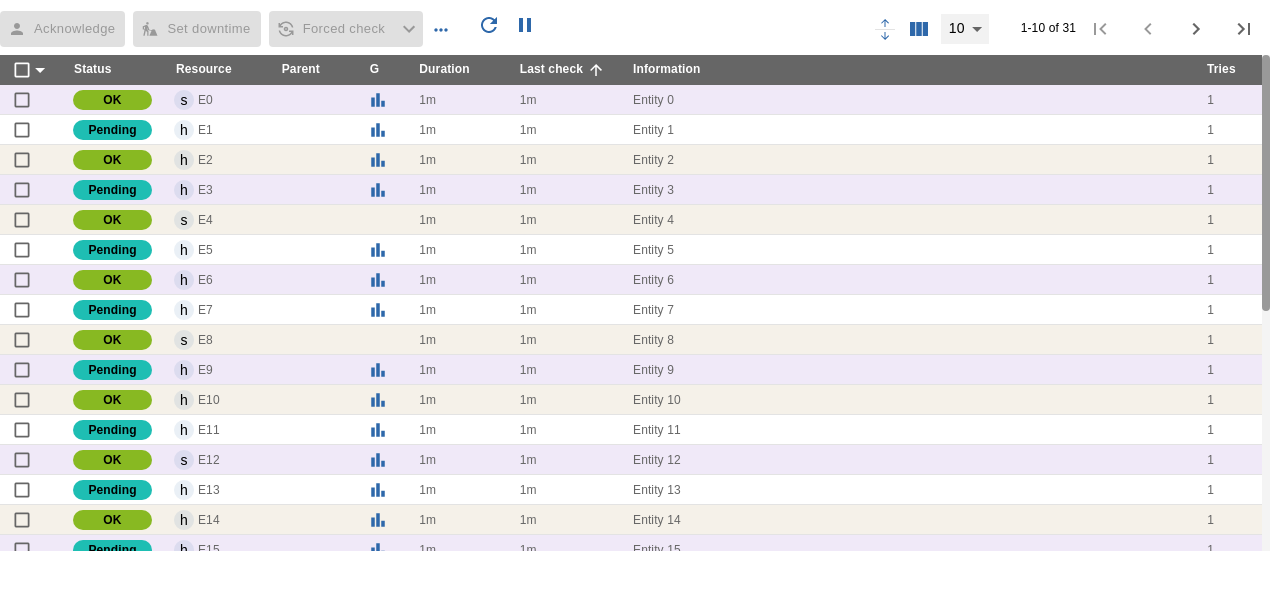 Acknowledge Set downtime Forced check 10 1-10 of 31
Status Resource Parent G Duration Last check Information Tries
OK s E0 1m 1m Entity 0 1
Pending h E1 1m 1m Entity 1 1
OK h E2 1m 1m Entity 2 1
Pending h E3 1m 1m Entity 3 1
OK s E4 1m 1m Entity 4 1
Pending h E5 1m 1m Entity 5 1
OK h E6 1m 1m Entity 6 1
Pending h E7 1m 1m Entity 7 1
OK s E8 1m 1m Entity 8 1
Pending h E9 1m 1m Entity 9 1
OK h E10 1m 1m Entity 10 1
Pending h E11 1m 1m Entity 11 1
OK s E12 1m 1m Entity 12 1
Pending h E13 1m 1m Entity 13 1
OK h E14 1m 1m Entity 14 1
Pending h E15 1m 1m Entity 15 1